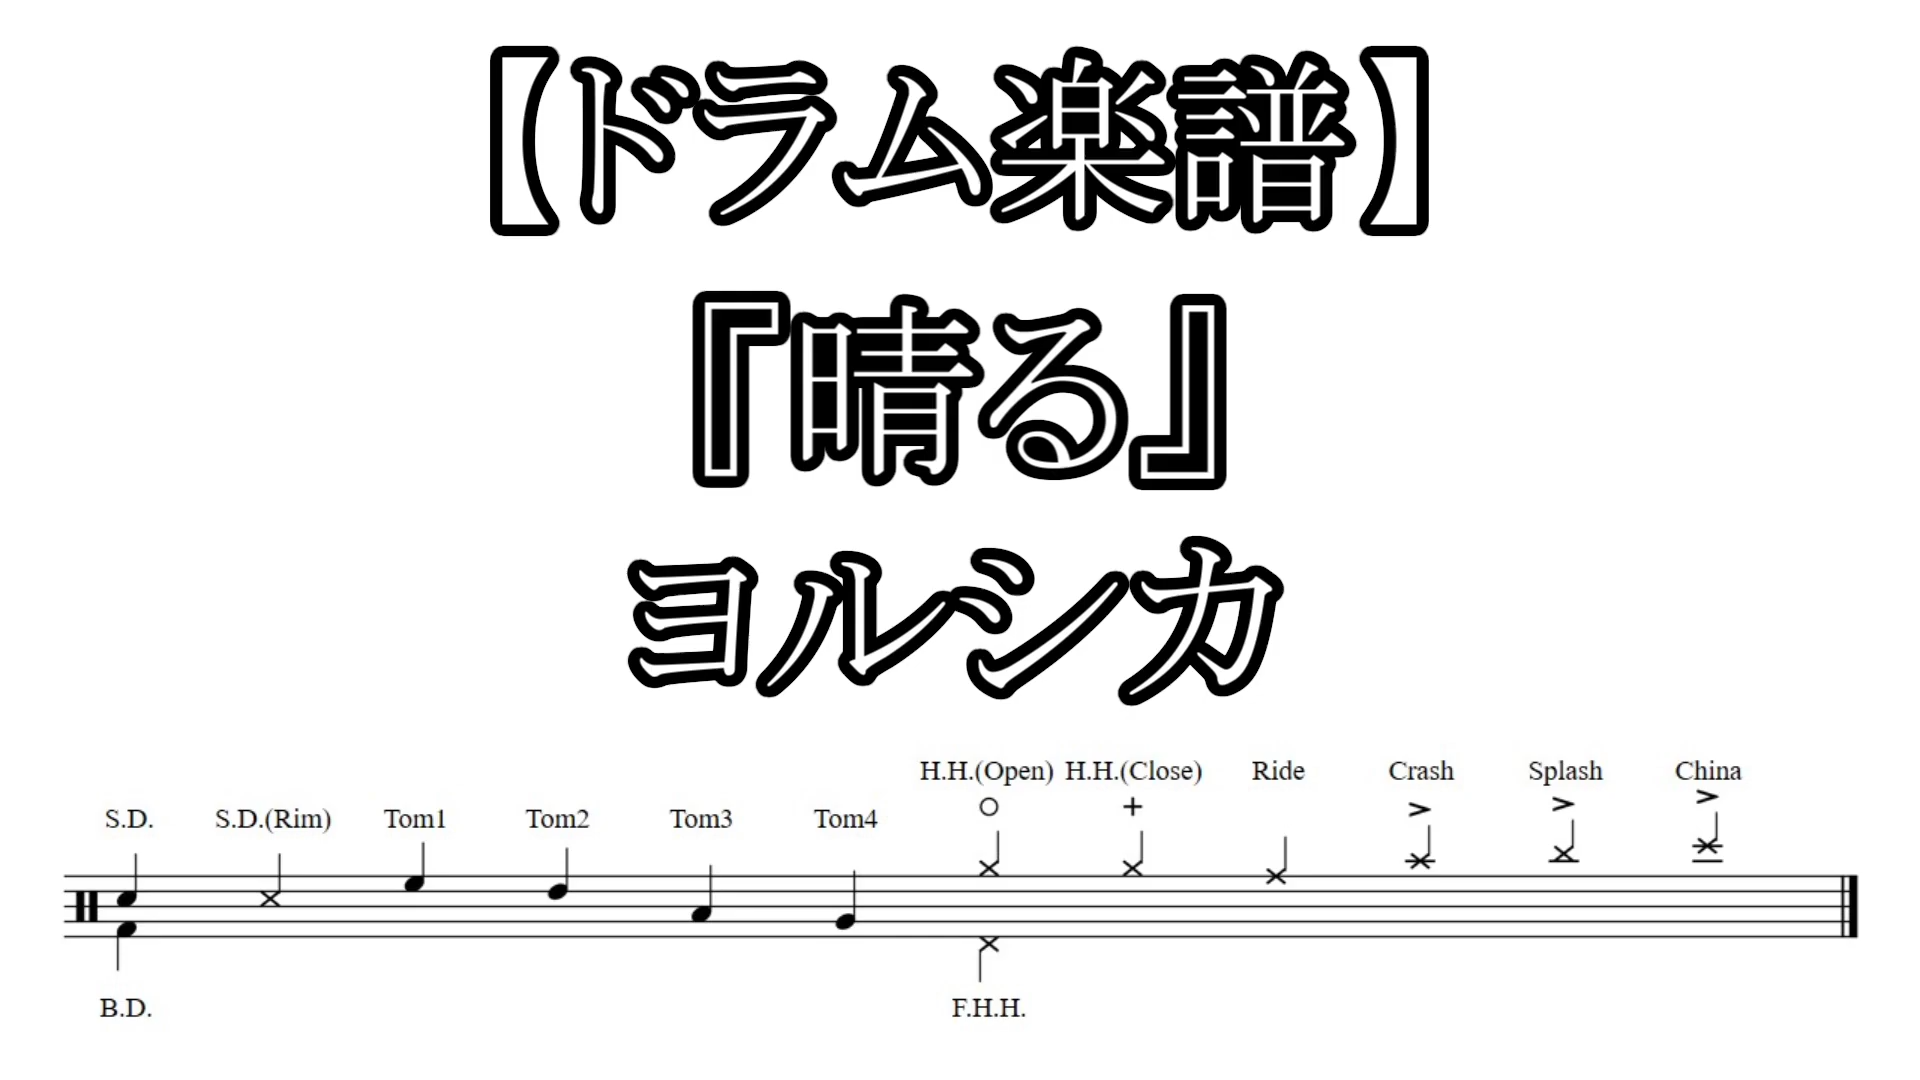 【ドラム楽譜】
『晴る』
ヨルシカ
H.H.(Open) H.H.(Close) Ride Crash Splash China
S.D. S.D.(Rim) Tom1 Tom2 Tom3 Tom4
B.D. F.H.H.